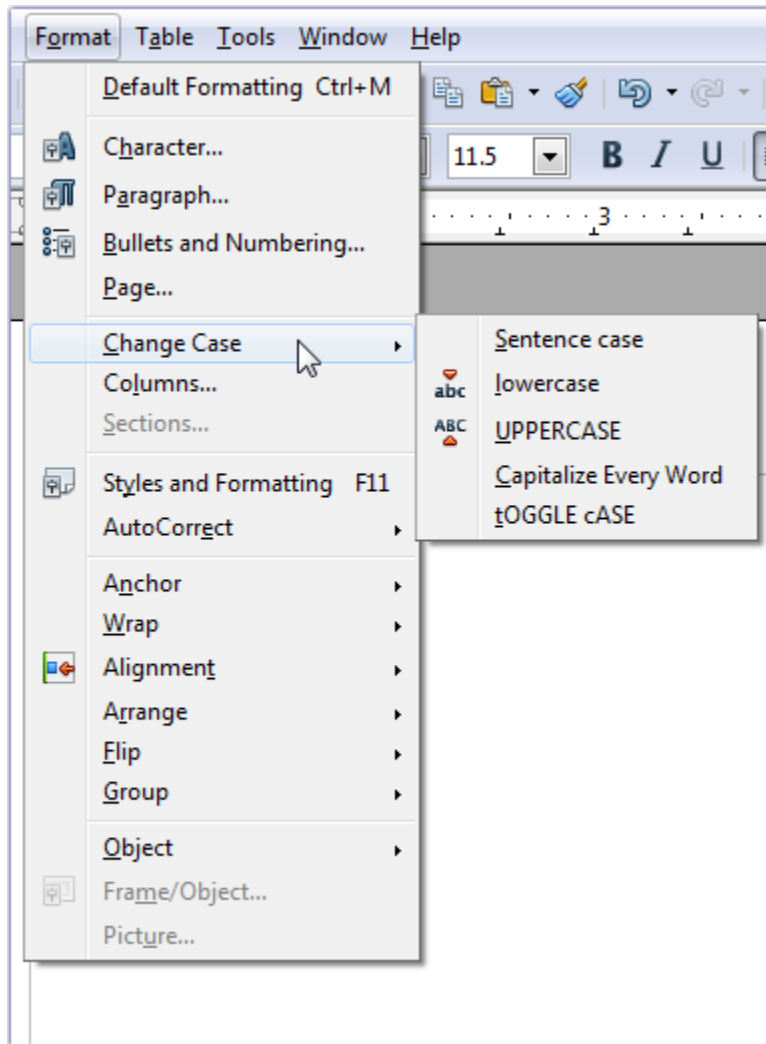 Format Table Tools Window Help
Default Formatting Ctrl+M
Character...
11.5 B I U
Paragraph...
3
Bullets and Numbering...
Page...
Change Case
Columns...
Sections...
Styles and Formatting F11
AutoCorrect
Anchor
Wrap
Alignment
Arrange
Flip
Group
Object
Frame/Object...
Picture...
Sentence case
abc lowercase
ABC UPPERCASE
Capitalize Every Word
tOGGLE cASE